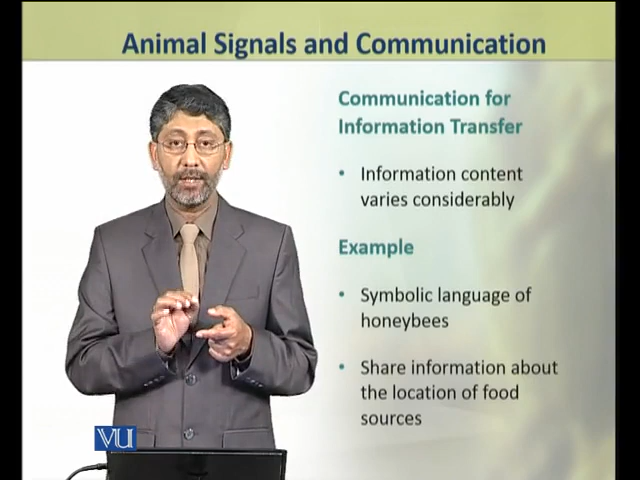 Animal Signals and Communication
Communication for
Information Transfer
• Information content
varies considerably
Example
• Symbolic language of
honeybees
• Share information about
the location of food
sources
VU